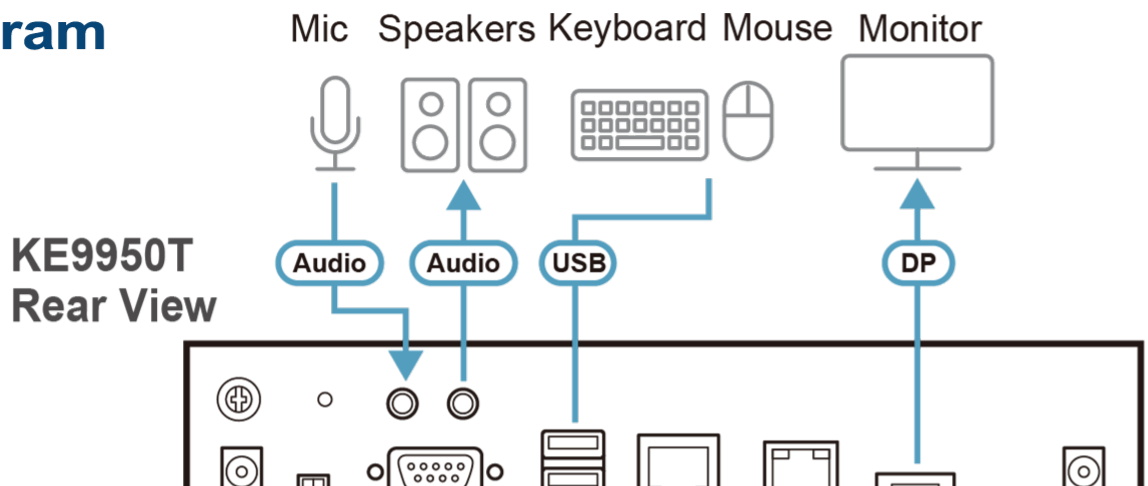 ram
Mic Speakers Keyboard Mouse Monitor
KE9950T
Rear View
Audio Audio USB DP